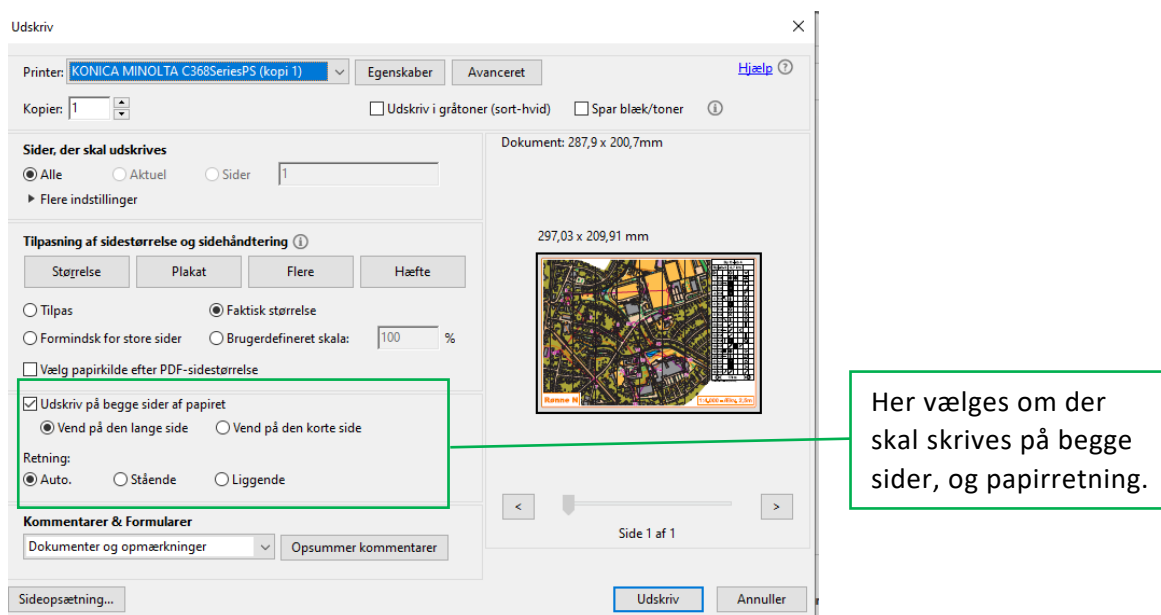 Udskriv
Printer: KONICA MINOLTA C368SeriesPS (kopi 1) Egenskaber Avanceret Hjælp
Kopier: 1 Udskriv i gråtoner (sort-hvid) Spar blæk/toner
Sider, der skal udskrives
Alle Aktuel Sider 1
Flere indstillinger
Tilpasning af sidestørrelse og sidehåndtering
Størrelse Plakat Flere Hæfte
Tilpas Faktisk størrelse
Formindsk for store sider Brugerdefineret skala: 100 %
Vælg papirkilde efter PDF-sidestørrelse
Udskriv på begge sider af papiret
Vend på den lange side Vend på den korte side
Retning:
Auto. Stående Liggende
Kommentarer & Formularer
Dokumenter og opmærkninger Opsummer kommentarer
Dokument: 287,9 x 200,7mm
297,03 x 209,91 mm
Rønne N
< >
Side 1 af 1
Sideopsætning... Udskriv Annuller
Her vælges om der
skal skrives på begge
sider, og papirretning.